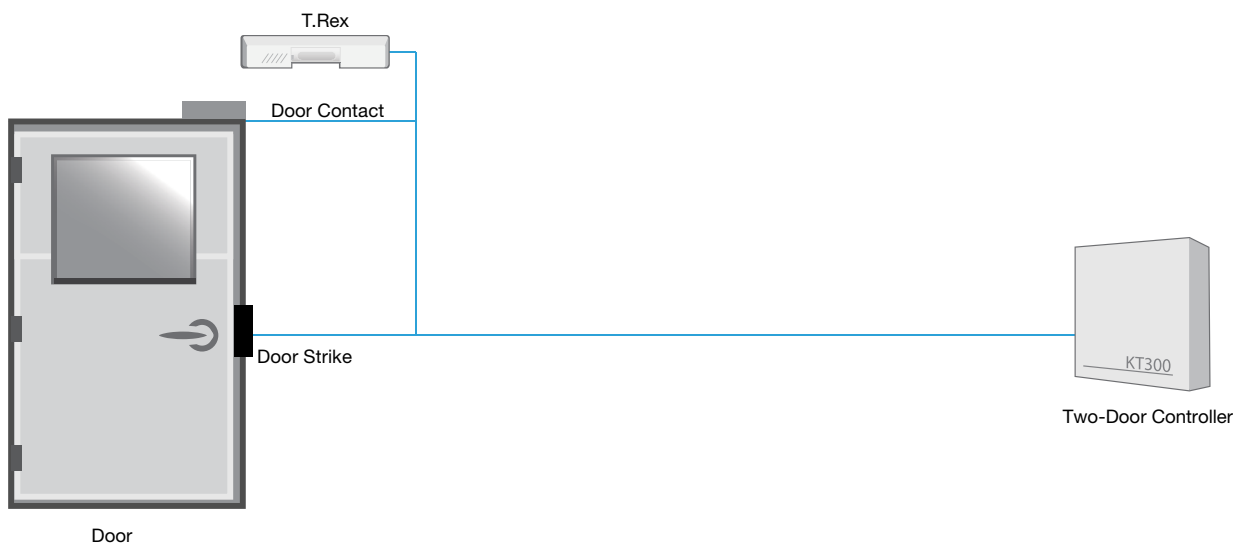 T.Rex
Door Contact
Door Strike
KT300
Two-Door Controller
Door